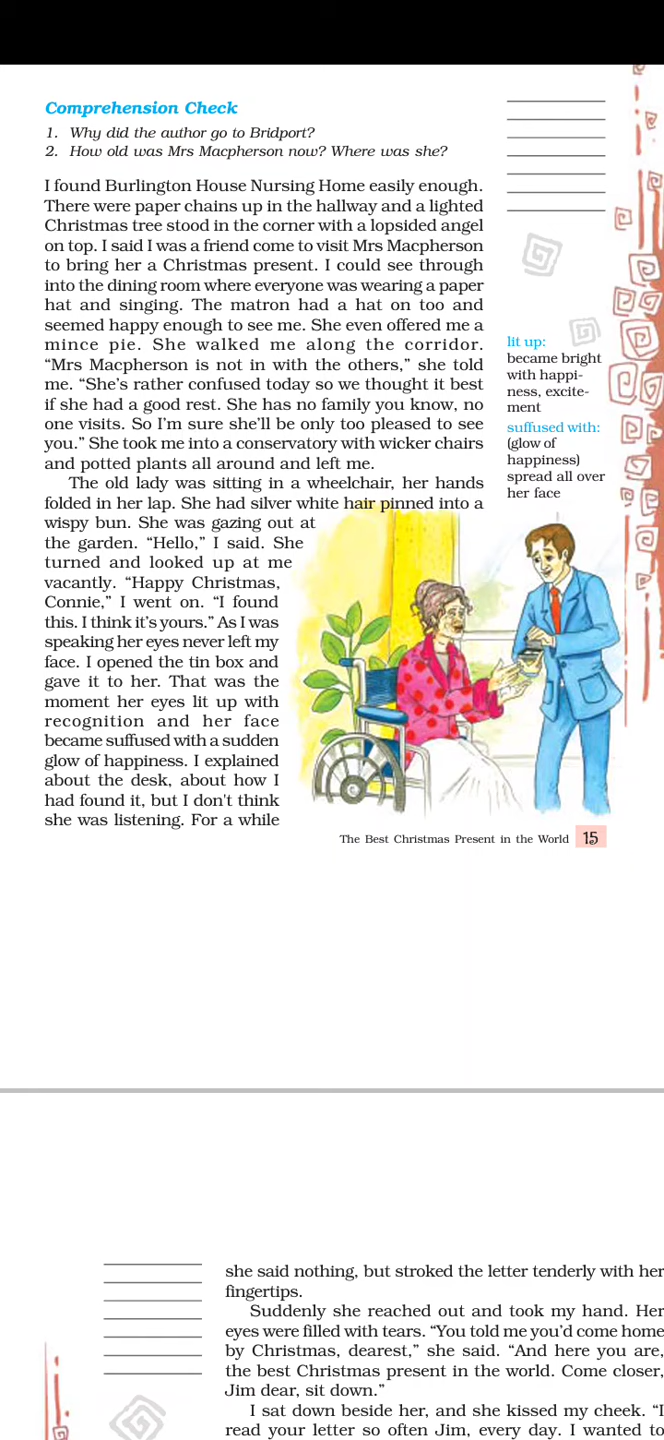 Comprehension Check
1. Why did the author go to Bridport?
2. How old was Mrs Macpherson now? Where was she?
I found Burlington House Nursing Home easily enough.
There were paper chains up in the hallway and a lighted
Christmas tree stood in the corner with a lopsided angel
on top. I said I was a friend come to visit Mrs Macpherson
to bring her a Christmas present. I could see through
into the dining room where everyone was wearing a paper
hat and singing. The matron had a hat on too and
seemed happy enough to see me. She even offered me a
mince pie. She walked me along the corridor.
“Mrs Macpherson is not in with the others,” she told
me. “She's rather confused today so we thought it best
if she had a good rest. She has no family you know, no
one visits. So I'm sure she'll be only too pleased to see
you.” She took me into a conservatory with wicker chairs
and potted plants all around and left me.
The old lady was sitting in a wheelchair, her hands
folded in her lap. She had silver white hair pinned into a
wispy bun. She was gazing out at
the garden. “Hello,” I said. She
turned and looked up at me
vacantly. “Happy Christmas,
Connie,” I went on. “I found
this. I think it's yours.” As I was
speaking her eyes never left my
face. I opened the tin box and
gave it to her. That was the
moment her eyes lit up with
recognition and her face
became suffused with a sudden
glow of happiness. I explained
about the desk, about how I
had found it, but I don't think
she was listening. For a while
lit up:
became bright
with happi-
ness, excite-
ment
suffused with:
(glow of
happiness)
spread all over
her face
The Best Christmas Present in the World 15
she said nothing, but stroked the letter tenderly with her
fingertips.
Suddenly she reached out and took my hand. Her
eyes were filled with tears. “You told me you'd come home
by Christmas, dearest,” she said. “And here you are,
the best Christmas present in the world. Come closer,
Jim dear, sit down.”
I sat down beside her, and she kissed my cheek. “I
read your letter so often Jim, every day. I wanted to